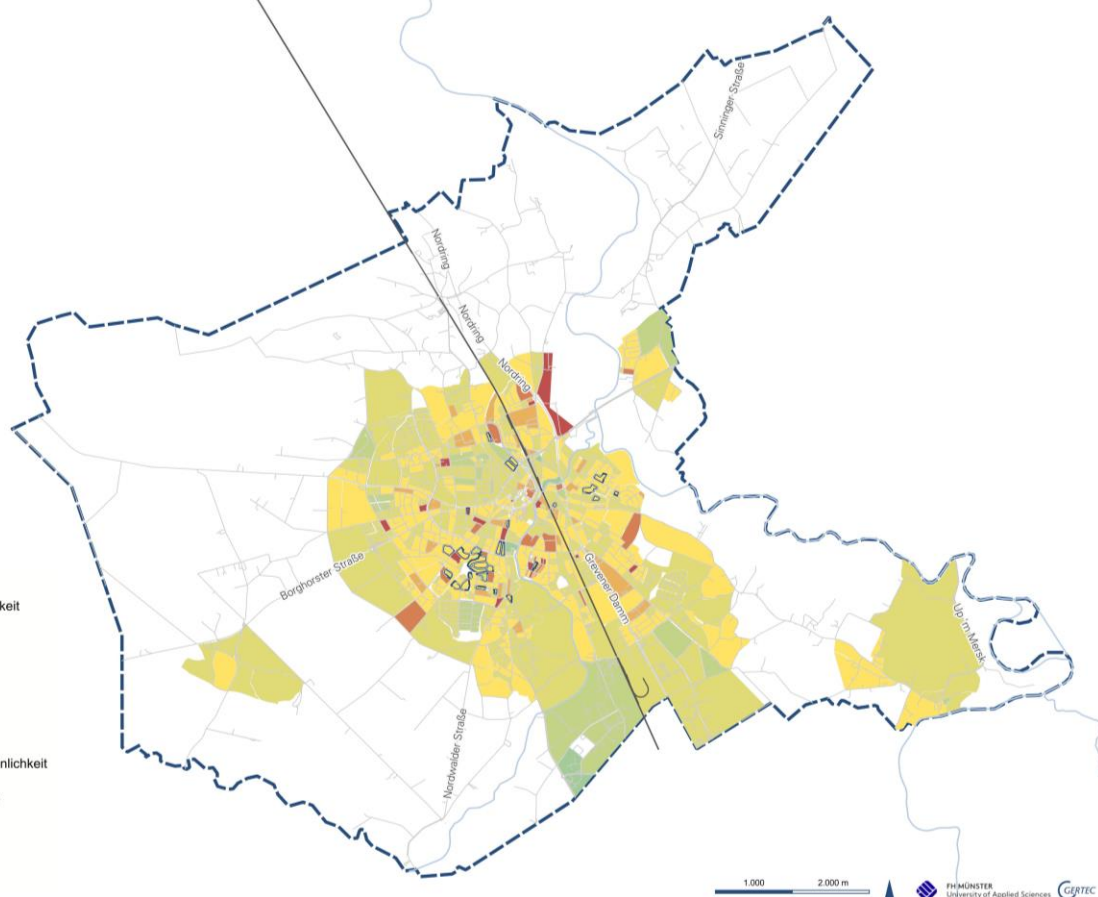 Sinninger Straße
Nordring
Nordring
Nordring
Borghorster Straße
Grevener Damm
Up 'm Mersk
Nordwalder Straße
keit
nlichkeit
1.000 2.000 m
FH MÜNSTER
University of Applied Sciences
GERTEC